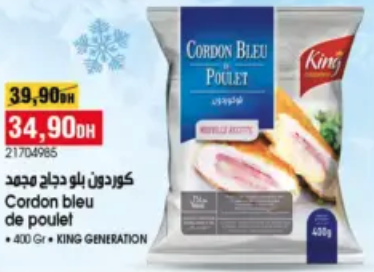 39,90DH
34,90DH
21704985
كوردون بلو دجاج مجمد
Cordon bleu
de poulet
• 400 Gr • KING GENERATION
CORDON BLEU
DE
POULET
King
NOUVELLE RECETTE
400g